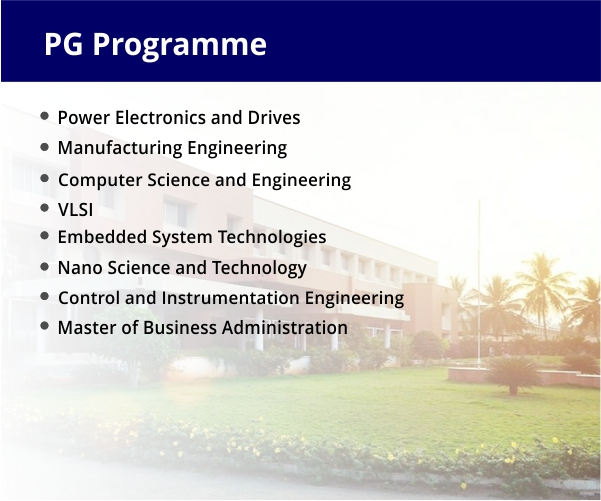 PG Programme
Power Electronics and Drives
Manufacturing Engineering
Computer Science and Engineering
VLSI
Embedded System Technologies
Nano Science and Technology
Control and Instrumentation Engineering
Master of Business Administration